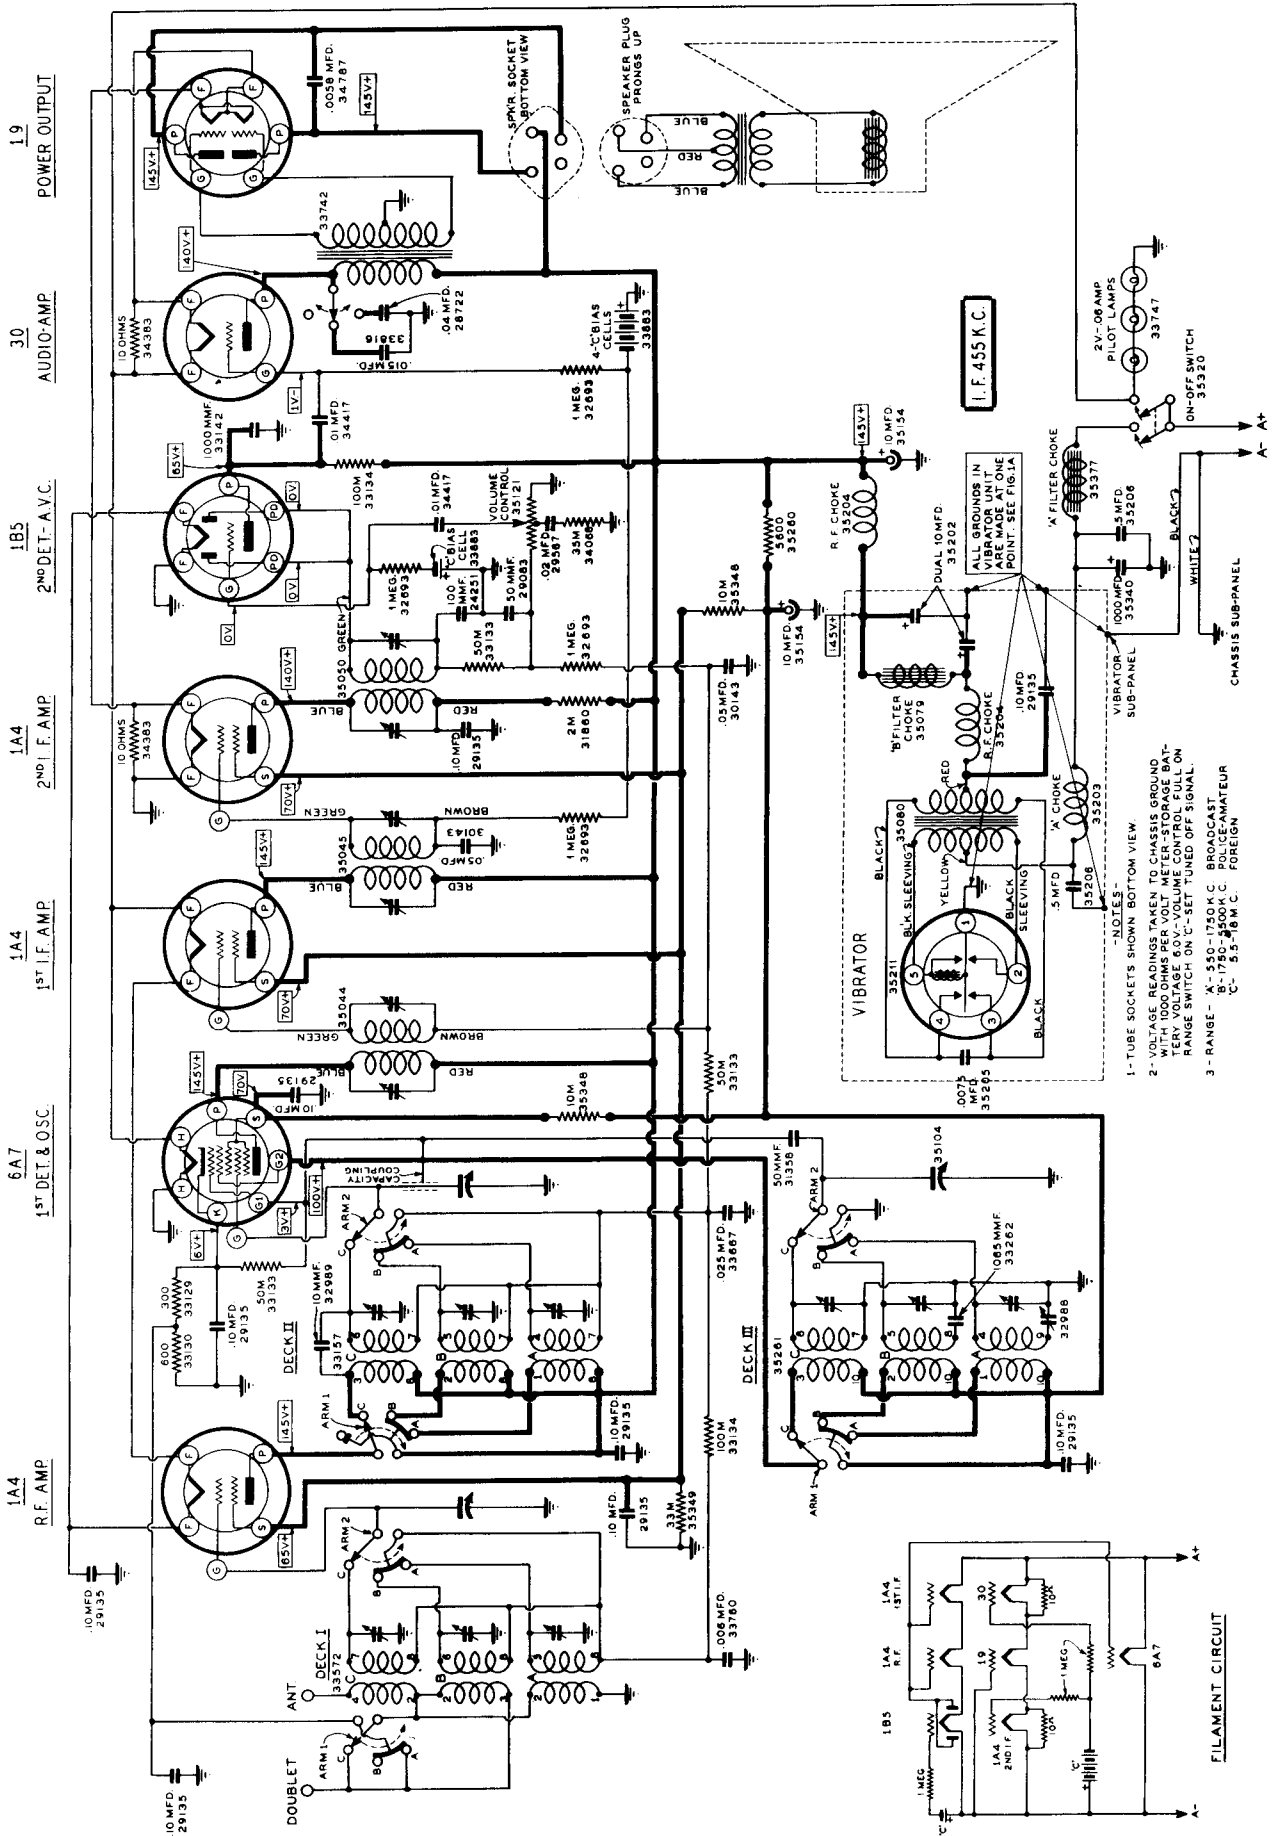 1A4
R.F. AMP.
6A7
1ST DET. & OSC.
1A4
1ST I.F. AMP.
1A4
2ND I.F. AMP.
1B5
2ND DET.-A.V.C.
30
AUDIO-AMP
19
POWER OUTPUT
.10 MFD.
29135
.10 MFD.
29135
DOUBLET
ANT.
DECK I
33572
ARM 1
ARM 2
.006 MFD.
33760
65V+
145V+
.10 MFD.
29135
33M
35349
100M
33134
600
33130
300
33129
.10 MFD
29135
50M
33133
6V+
3V+
100V+
145V+
70V
.10 MFD.
29135
10 MMF.
32989
DECK II
33157
ARM 1
ARM 2
CAPACITY
COUPLING
.10 MFD.
29135
.025 MFD.
33667
10M
35348
50M
33133
50 MMF.
31358
DECK III
35261
ARM 1
ARM 2
35104
1065 MMF.
33262
32988
.10 MFD.
29135
35044
BLUE
RED
GREEN
BROWN
70V+
145V+
35045
BLUE
RED
GREEN
BROWN
.05 MFD
30143
1 MEG.
32693
10 OHMS
34383
70V+
140V+
35050
BLUE
RED
GREEN
.10 MFD
29135
2M
31860
50M
33133
1 MEG.
32693
.05 MFD.
30143
10M
35348
0V
0V
0V
65V+
1000 MMF.
33142
1 MEG.
32693
'C' BIAS
CELL
33883
100
MMF.
24251
50 MMF.
29083
.01 MFD.
34417
VOLUME
CONTROL
35121
.02 MFD
29567
35M
34068
100M
33134
.01 MFD.
34417
1V-
10 OHMS
34383
140V+
33742
.04 MFD.
28722
33816
.015 MFD.
1 MEG.
32693
4-"C" BIAS
CELLS
33883
145V+
.0058 MFD.
34787
145V+
SPK'R. SOCKET
BOTTOM VIEW
SPEAKER PLUG
PRONGS UP
BLUE
RED
BLUE
5600
35260
10 MFD.
35154
145V+
R.F. CHOKE
35204
145V+
10 MFD.
35154
DUAL 10 MFD.
35202
ALL GROUNDS IN
VIBRATOR UNIT
ARE MADE AT ONE
POINT. SEE FIG.1A
I.F. 455 K.C.
VIBRATOR
35211
.0075
MFD.
35205
BLACK
BLK. SLEEVING
YELLOW
BLACK
SLEEVING
BLACK
35080
RED
R.F. CHOKE
35204
'B' FILTER
CHOKE
35079
.10 MFD
29135
.5 MFD
35206
'A' CHOKE
35203
VIBRATOR
SUB-PANEL
1000 MFD
35340
.5 MFD.
35206
'A' FILTER CHOKE
35377
BLACK
WHITE
CHASSIS SUB-PANEL
2V.-.06 AMP
PILOT LAMPS
33747
ON-OFF SWITCH
35320
A-
A+
-NOTES-
1- TUBE SOCKETS SHOWN BOTTOM VIEW.
2- VOLTAGE READINGS TAKEN TO CHASSIS GROUND
WITH 1000 OHMS PER VOLT METER-STORAGE BAT-
TERY VOLTAGE 6.0V.-VOLUME CONTROL FULL ON
RANGE SWITCH ON 'C'-SET TUNED OFF SIGNAL.
3- RANGE- 'A'- 550-1750 K.C. BROADCAST
'B'-1750-5500 K.C. POLICE-AMATEUR
'C'- 5.5-18 M.C. FOREIGN
1B5
1A4
R.F.
1A4
1ST I.F.
1 MEG
1A4
2ND I.F.
19
30
10Ω
10Ω
1 MEG
1 MEG
'C'
'C'
6A7
A-
A+
FILAMENT CIRCUIT